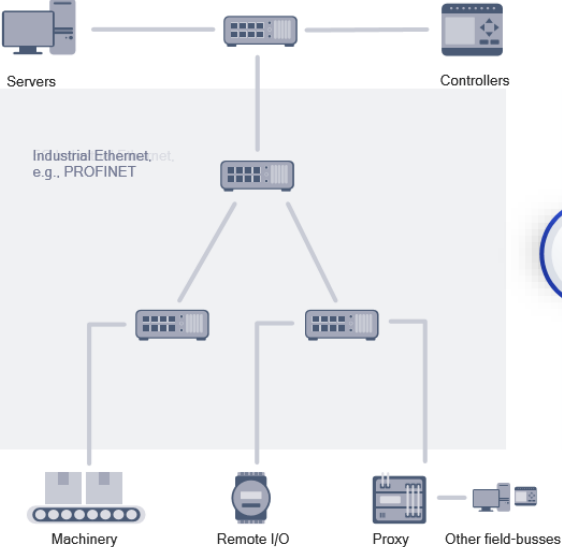 Servers
Controllers
Industrial Ethernet,
e.g., PROFINET
Machinery
Remote I/O
Proxy
Other field-busses